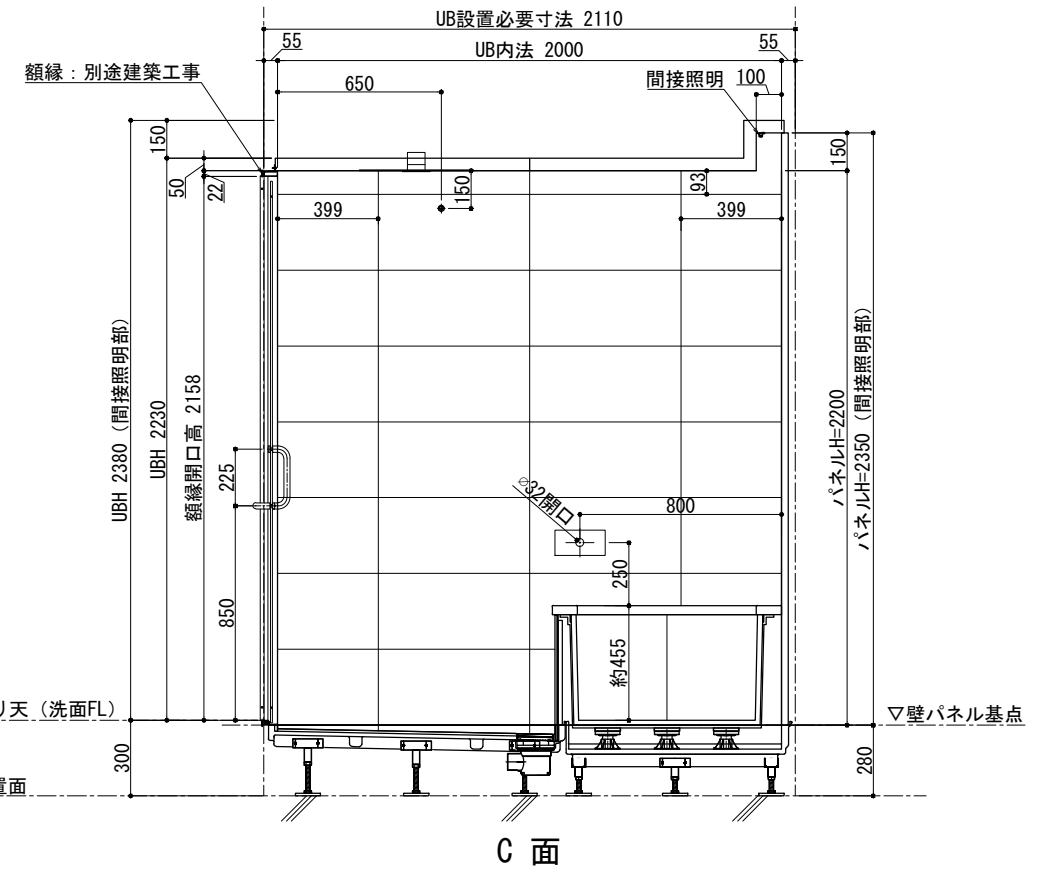 UB設置必要寸法 2110
55
UB内法 2000
55
額縁：別途建築工事
650
間接照明
100
150
50
22
150
93
150
399
399
UBH 2380 (間接照明部)
UBH 2230
額縁開口高 2158
225
850
⌀32開口
800
250
約455
パネルH=2200
パネルH=2350 (間接照明部)
り天 (洗面FL)
▽壁パネル基点
300
280
置面
C 面